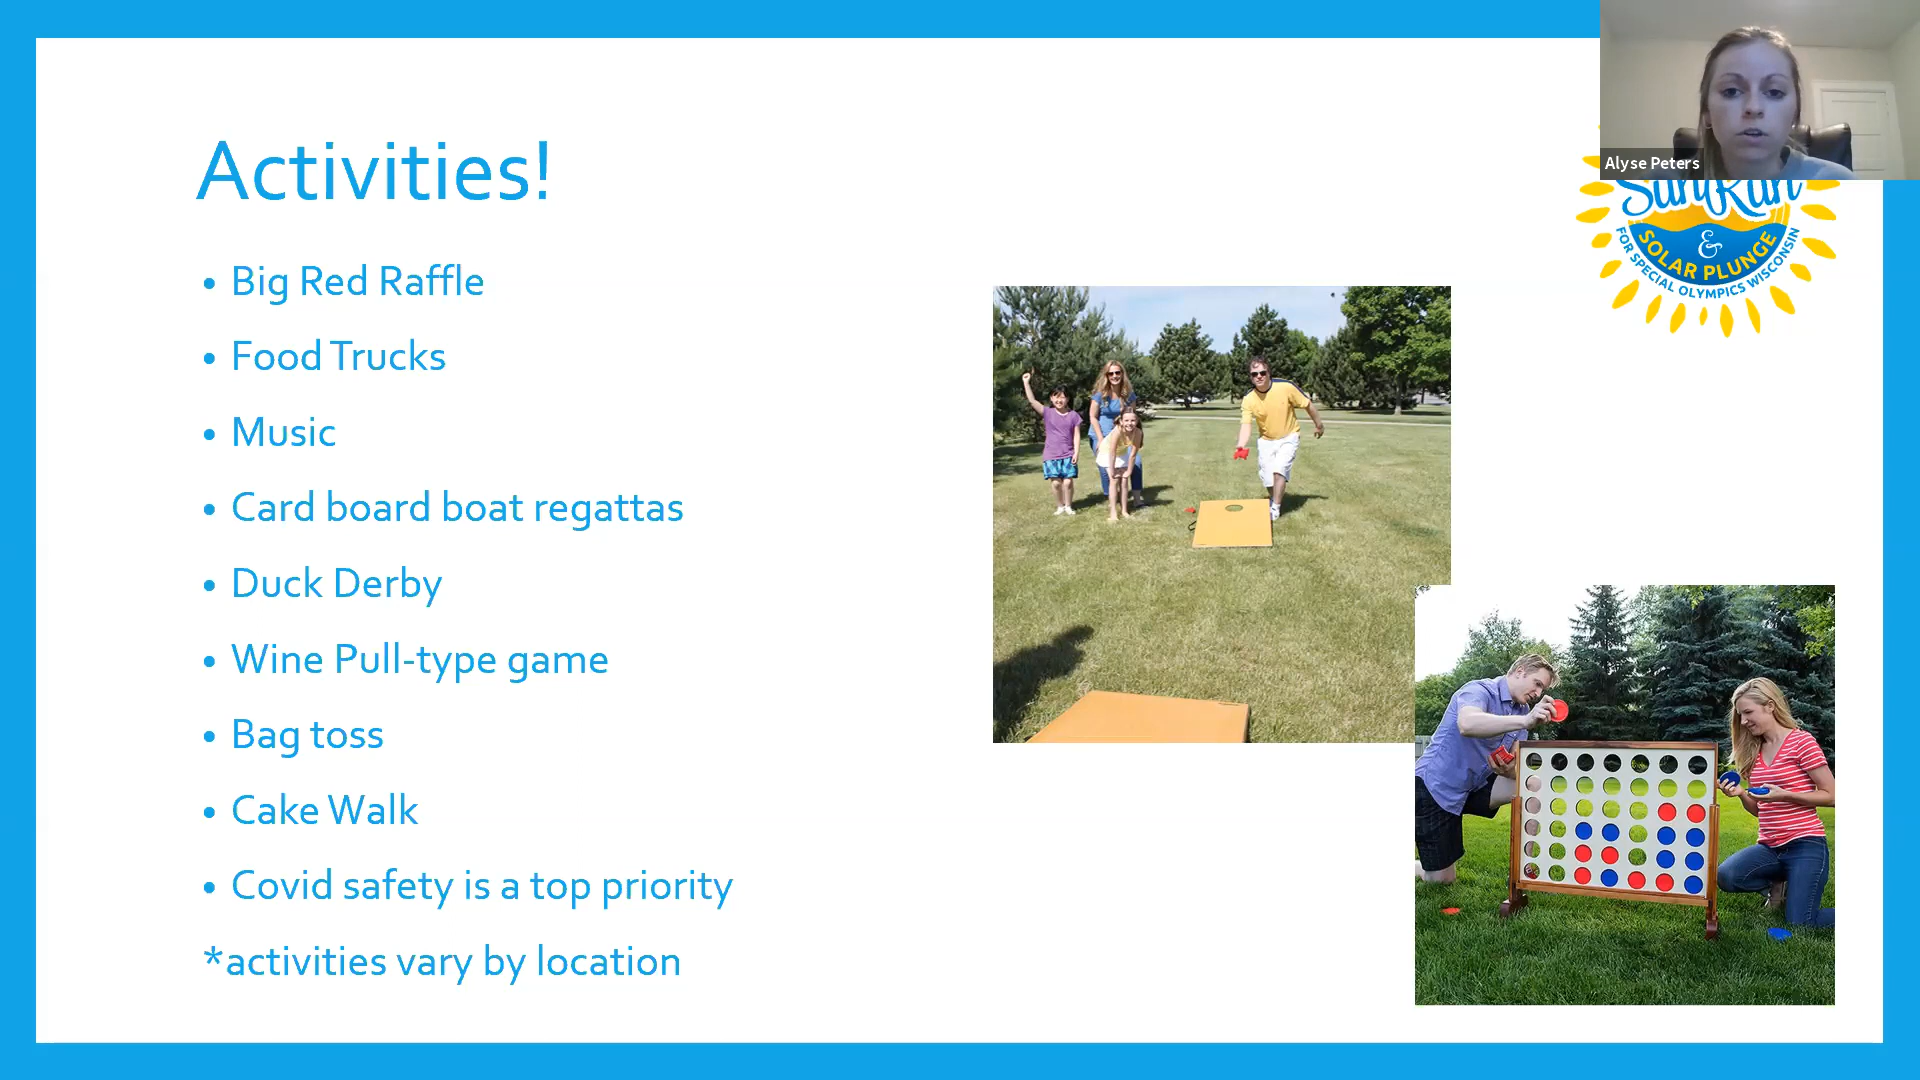 Activities!
• Big Red Raffle
• Food Trucks
• Music
• Card board boat regattas
• Duck Derby
• Wine Pull-type game
• Bag toss
• Cake Walk
• Covid safety is a top priority
*activities vary by location
Alyse Peters
SunRun
&
SOLAR PLUNGE
FOR SPECIAL OLYMPICS WISCONSIN